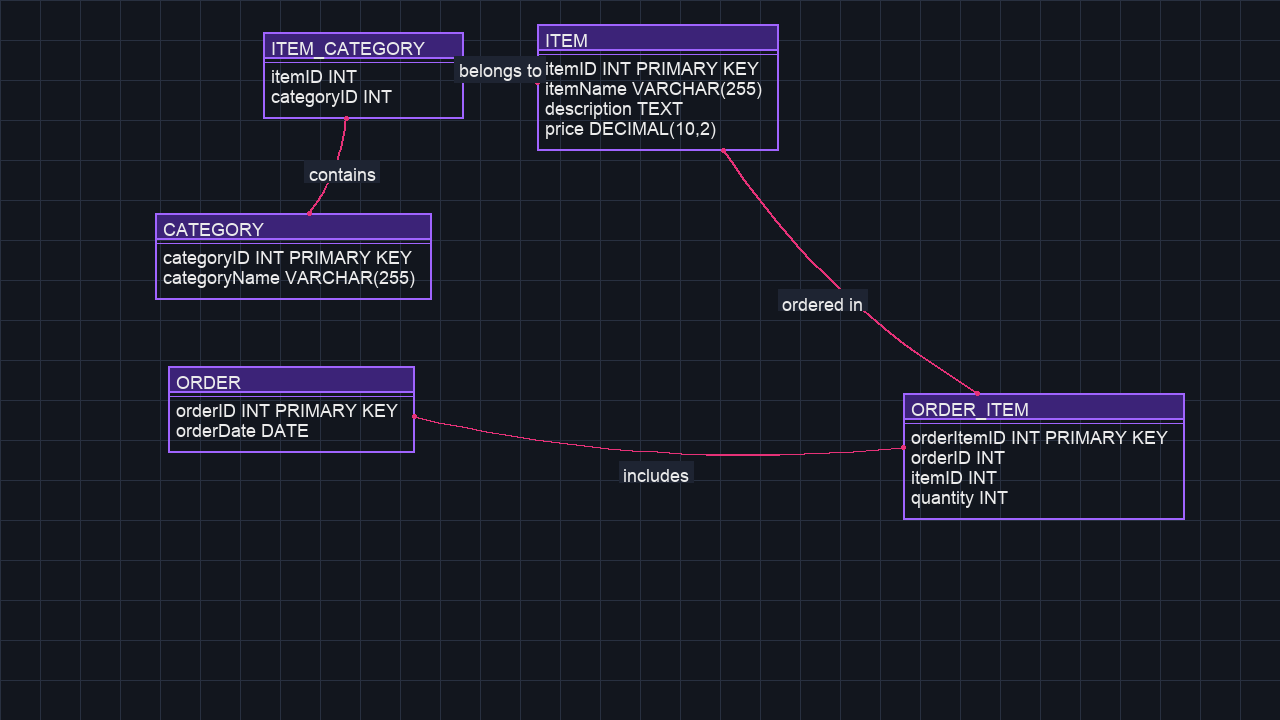 ITEM_CATEGORY
itemID INT
categoryID INT
belongs to
ITEM
itemID INT PRIMARY KEY
itemName VARCHAR(255)
description TEXT
price DECIMAL(10,2)
contains
CATEGORY
categoryID INT PRIMARY KEY
categoryName VARCHAR(255)
ordered in
ORDER
orderID INT PRIMARY KEY
orderDate DATE
includes
ORDER_ITEM
orderItemID INT PRIMARY KEY
orderID INT
itemID INT
quantity INT